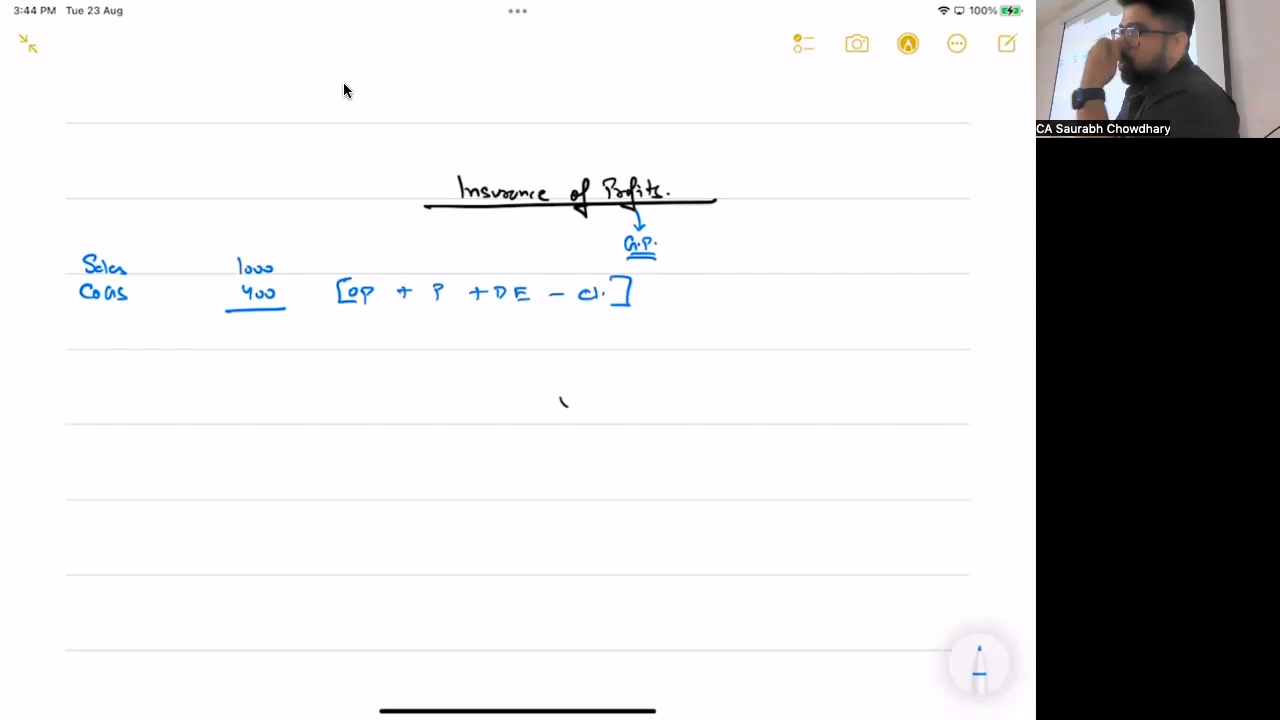 3:44 PM Tue 23 Aug
100%
CA Saurabh Chowdhary
Insurance of Profits.
G.P.
Sales 1000
COGS 400 [OP + P + DE - Cl.]